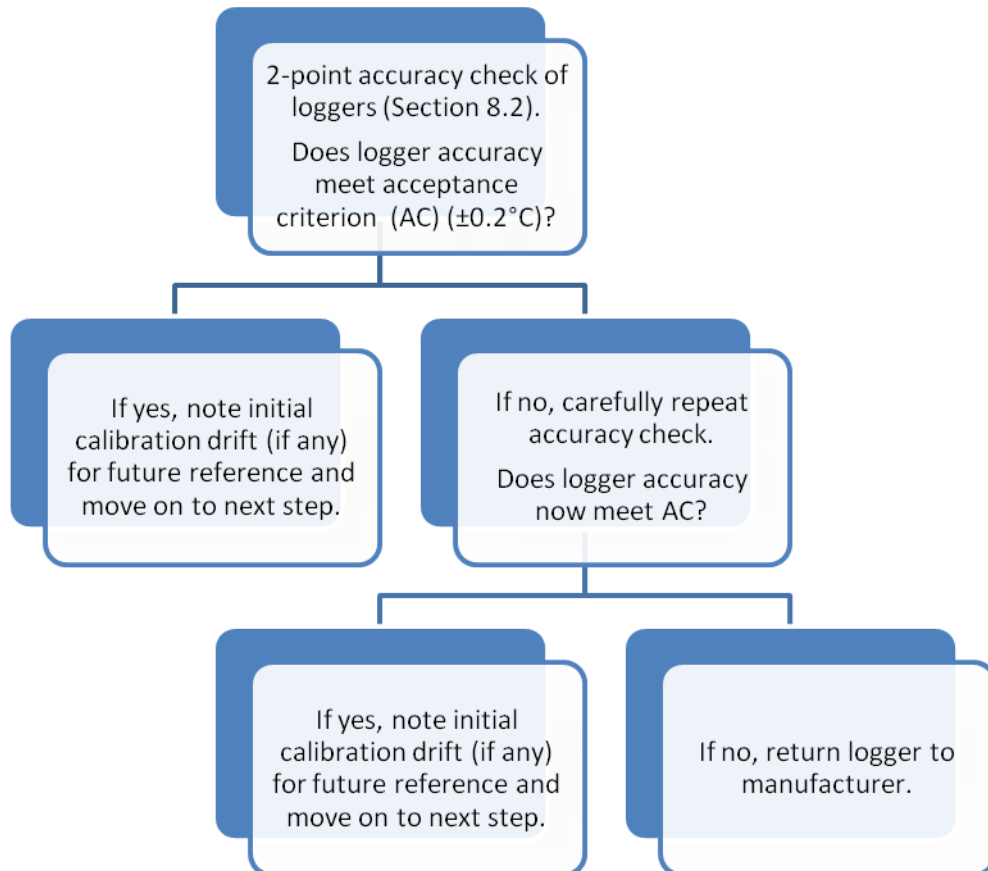 2-point accuracy check of
loggers (Section 8.2).
Does logger accuracy
meet acceptance
criterion (AC) (±0.2°C)?
If yes, note initial
calibration drift (if any)
for future reference and
move on to next step.
If no, carefully repeat
accuracy check.
Does logger accuracy
now meet AC?
If yes, note initial
calibration drift (if any)
for future reference and
move on to next step.
If no, return logger to
manufacturer.